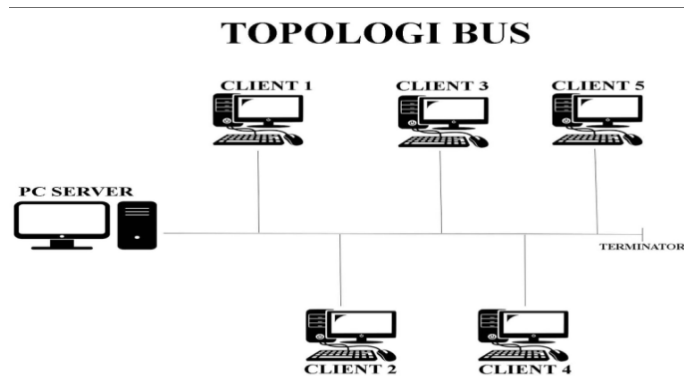 TOPOLOGI BUS
CLIENT 1
CLIENT 3
CLIENT 5
PC SERVER
TERMINATOR
CLIENT 2
CLIENT 4